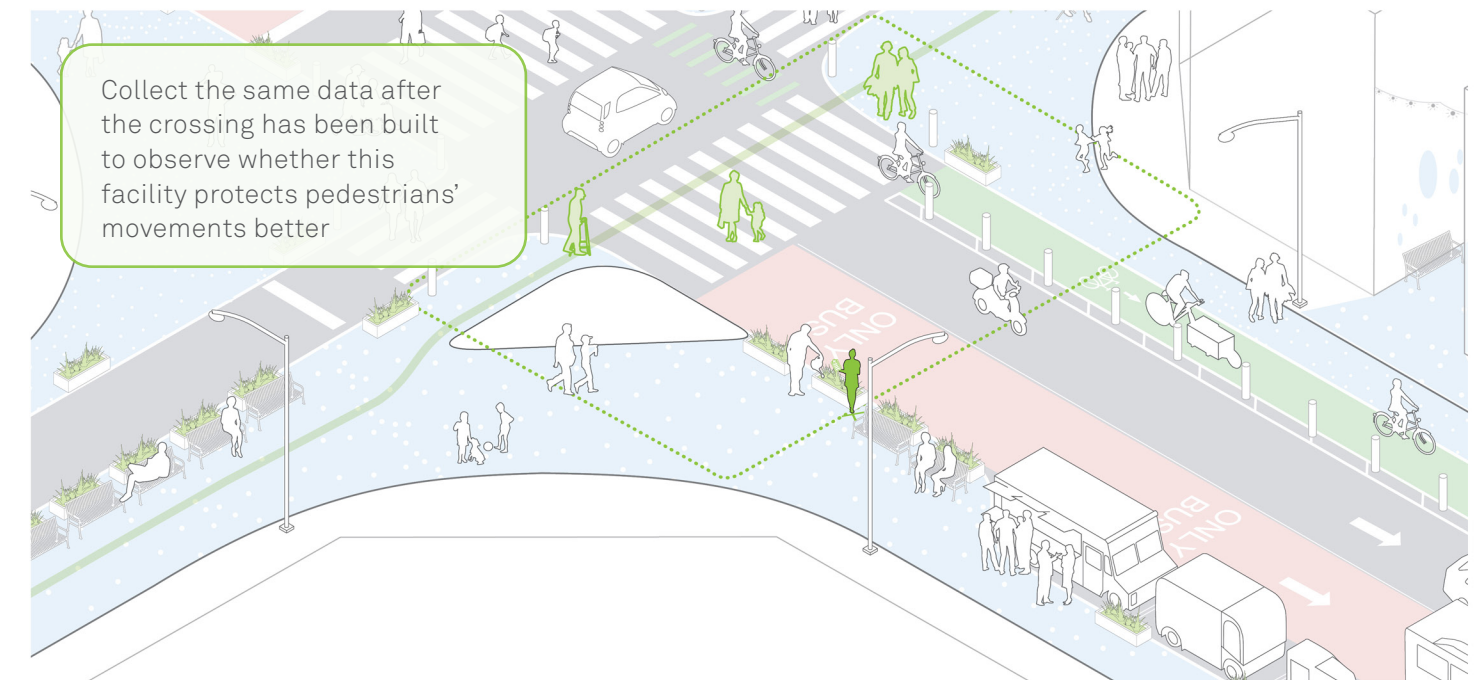 Collect the same data after
the crossing has been built
to observe whether this
facility protects pedestrians’
movements better
ONLY
BUS
ONLY
BUS